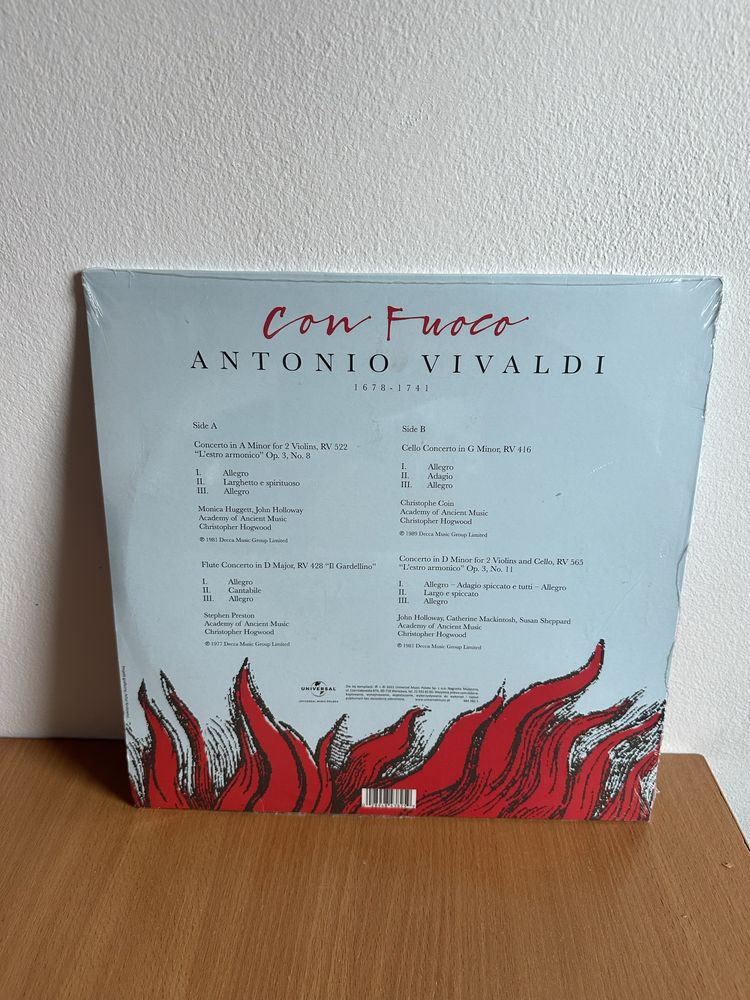 Con Fuoco
ANTONIO VIVALDI
1678-1741
Side A
Concerto in A Minor for 2 Violins, RV 522
"L'estro armonico" Op. 3, No. 8
I. Allegro
II. Larghetto e spirituoso
III. Allegro
Monica Huggett, John Holloway
Academy of Ancient Music
Christopher Hogwood
℗ 1981 Decca Music Group Limited
Flute Concerto in D Major, RV 428 "Il Gardellino"
I. Allegro
II. Cantabile
III. Allegro
Stephen Preston
Academy of Ancient Music
Christopher Hogwood
℗ 1977 Decca Music Group Limited
Side B
Cello Concerto in G Minor, RV 416
I. Allegro
II. Adagio
III. Allegro
Christophe Coin
Academy of Ancient Music
Christopher Hogwood
℗ 1989 Decca Music Group Limited
Concerto in D Minor for 2 Violins and Cello, RV 565
"L'estro armonico" Op. 3, No. 11
I. Allegro – Adagio spiccato e tutti – Allegro
II. Largo e spiccato
III. Allegro
John Holloway, Catherine Mackintosh, Susan Sheppard
Academy of Ancient Music
Christopher Hogwood
℗ 1981 Decca Music Group Limited
UNIVERSAL
UNIVERSAL MUSIC POLSKA
www.universalmusic.pl